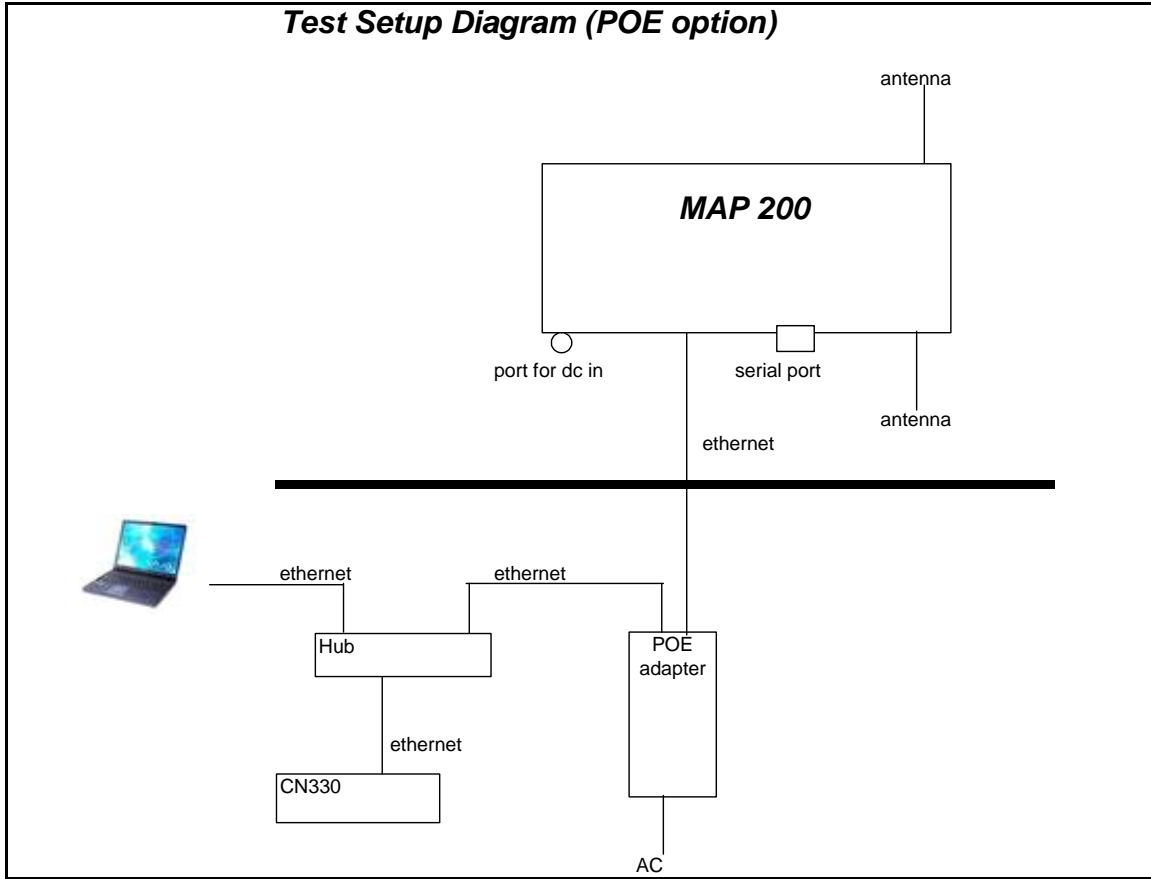 Test Setup Diagram (POE option)
antenna
MAP 200
port for dc in
serial port
antenna
ethernet
ethernet
ethernet
Hub
POE
adapter
ethernet
CN330
AC